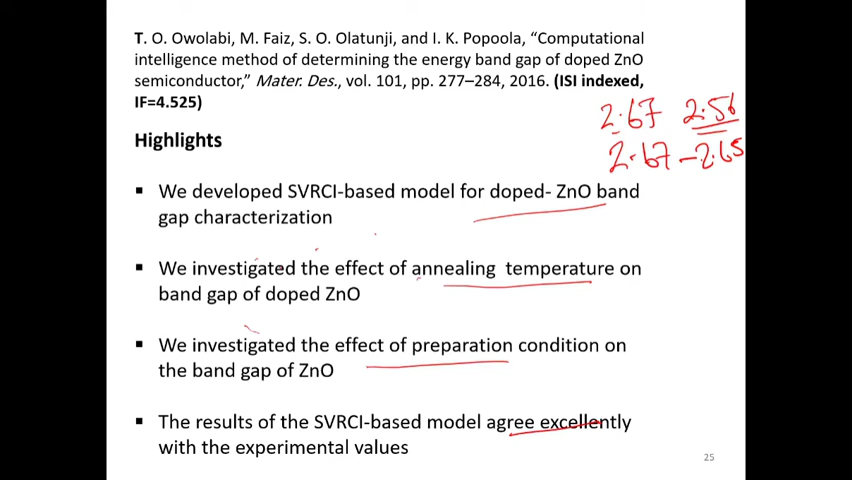 T. O. Owolabi, M. Faiz, S. O. Olatunji, and I. K. Popoola, “Computational
intelligence method of determining the energy band gap of doped ZnO
semiconductor,” Mater. Des., vol. 101, pp. 277–284, 2016. (ISI indexed,
IF=4.525)
2.67 2.56
2.67 – 2.65
Highlights
▪ We developed SVRCI-based model for doped- ZnO band
gap characterization
▪ We investigated the effect of annealing temperature on
band gap of doped ZnO
▪ We investigated the effect of preparation condition on
the band gap of ZnO
▪ The results of the SVRCI-based model agree excellently
with the experimental values
25